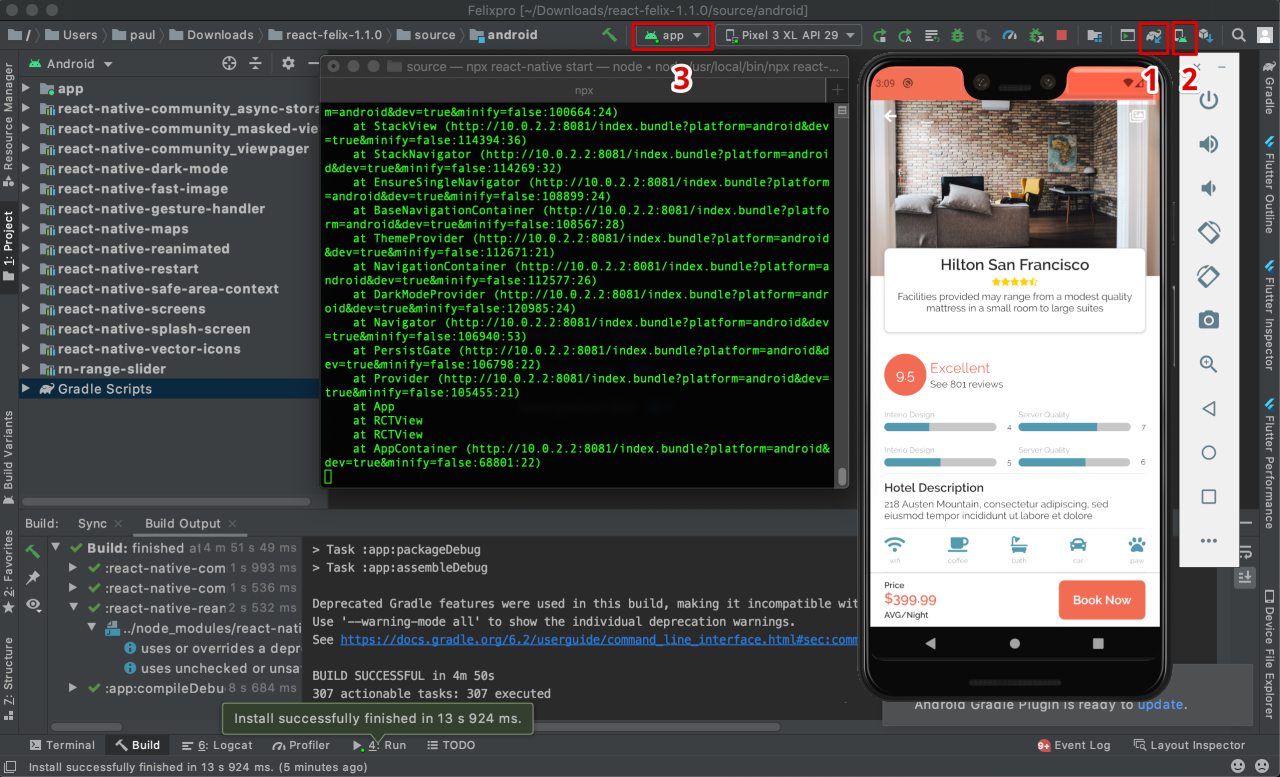 Felixpro [~/Downloads/react-felix-1.1.0/source/android]
/ Users paul Downloads react-felix-1.1.0 source android
app
Pixel 3 XL API 29
1
2
3
Android
app
react-native-community_async-stora
react-native-community_masked-vie
react-native-community_viewpager
react-native-dark-mode
react-native-fast-image
react-native-gesture-handler
react-native-maps
react-native-reanimated
react-native-restart
react-native-safe-area-context
react-native-screens
react-native-splash-screen
react-native-vector-icons
rn-range-slider
Gradle Scripts
Resource Manager
1: Project
Build Variants
2: Favorites
Z: Structure
source — npx react-native start — node • node /usr/local/bin/npx react-...
npx
m=android&dev=true&minify=false:100664:24)
at StackView (http://10.0.2.2:8081/index.bundle?platform=android&dev
=true&minify=false:114394:36)
at StackNavigator (http://10.0.2.2:8081/index.bundle?platform=androi
d&dev=true&minify=false:114269:32)
at EnsureSingleNavigator (http://10.0.2.2:8081/index.bundle?platform
=android&dev=true&minify=false:108899:24)
at BaseNavigationContainer (http://10.0.2.2:8081/index.bundle?platfo
rm=android&dev=true&minify=false:108567:28)
at ThemeProvider (http://10.0.2.2:8081/index.bundle?platform=android
&dev=true&minify=false:112671:21)
at NavigationContainer (http://10.0.2.2:8081/index.bundle?platform=a
ndroid&dev=true&minify=false:112577:26)
at DarkModeProvider (http://10.0.2.2:8081/index.bundle?platform=andr
oid&dev=true&minify=false:120985:24)
at Navigator (http://10.0.2.2:8081/index.bundle?platform=android&dev
=true&minify=false:106940:53)
at PersistGate (http://10.0.2.2:8081/index.bundle?platform=android&d
ev=true&minify=false:106798:22)
at Provider (http://10.0.2.2:8081/index.bundle?platform=android&dev=
true&minify=false:105455:21)
at App
at RCTView
at RCTView
at AppContainer (http://10.0.2.2:8081/index.bundle?platform=android&
dev=true&minify=false:68801:22)
3:09
Hilton San Francisco
Facilities provided may range from a modest quality
mattress in a small room to large suites
9.5
Excellent
See 801 reviews
Interio Design 4
Server Quality 7
Interio Design 5
Server Quality 6
Hotel Description
218 Austen Mountain, consectetur adipiscing, sed
eiusmod tempor incididunt ut labore et dolore
wifi coffee bath car paw
Price
$399.99
AVG/Night
Book Now
Gradle
Flutter Outline
Flutter Inspector
Flutter Performance
Device File Explorer
Build: Sync Build Output
Build: finished at 4 m 51 s 49 ms
:react-native-com 1 s 993 ms
:react-native-com 1 s 536 ms
:react-native-rean 2 s 532 ms
../node_modules/react-nati
uses or overrides a depr
uses unchecked or unsa
:app:compileDebu 8 s 684 ms
> Task :app:packageDebug
> Task :app:assembleDebug
Deprecated Gradle features were used in this build, making it incompatible wit
Use '--warning-mode all' to show the individual deprecation warnings.
See https://docs.gradle.org/6.2/userguide/command_line_interface.html#sec:comm
BUILD SUCCESSFUL in 4m 50s
307 actionable tasks: 307 executed
Android Gradle Plugin is ready to update.
Install successfully finished in 13 s 924 ms.
Terminal Build 6: Logcat Profiler 4: Run TODO
9+ Event Log Layout Inspector
Install successfully finished in 13 s 924 ms. (5 minutes ago)